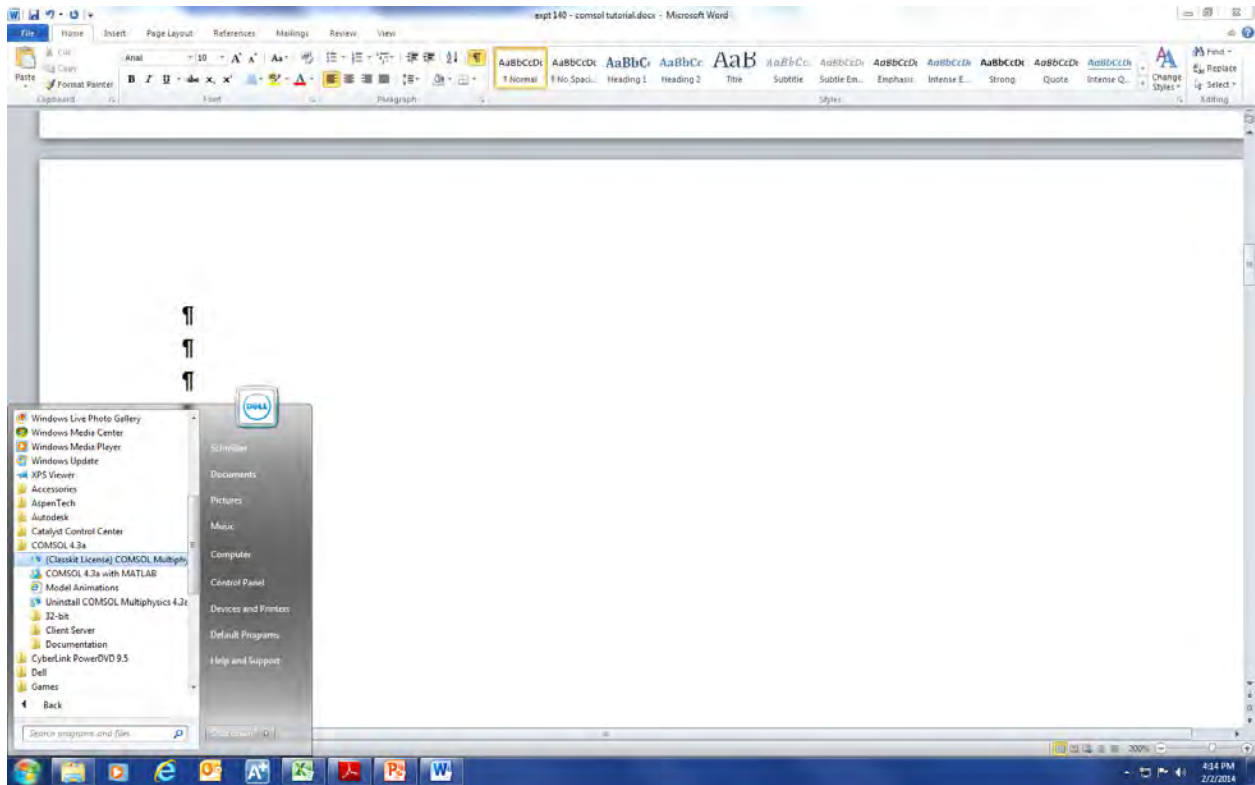 expt 140 - comsol tutorial.docx - Microsoft Word
File Home Insert Page Layout References Mailings Review View
Paste
Cut
Copy
Format Painter
Clipboard
Arial 10 A A Aa
B I U abc x, x A
Font
Paragraph
AaBbCcDc AaBbCcDc AaBbC AaBbCc AaB AaBbCc. AaBbCcDc AaBbCcDc AaBbCcDc AaBbCcDc AaBbCcDc AaBbCcDc
¶ Normal ¶ No Spaci... Heading 1 Heading 2 Title Subtitle Subtle Em... Emphasis Intense E... Strong Quote Intense Q...
Styles
Change Styles
Find
Replace
Select
Editing
¶
¶
¶
DELL
Windows Live Photo Gallery
Windows Media Center
Windows Media Player
Windows Update
XPS Viewer
Accessories
AspenTech
Autodesk
Catalyst Control Center
COMSOL 4.3a
(Classkit License) COMSOL Multiphy
COMSOL 4.3a with MATLAB
Model Animations
Uninstall COMSOL Multiphysics 4.3a
32-bit
Client Server
Documentation
CyberLink PowerDVD 9.5
Dell
Games
Back
Search programs and files
Documents
Pictures
Music
Computer
Control Panel
Devices and Printers
Default Programs
Help and Support
Shut down
200%
4:14 PM
2/2/2014